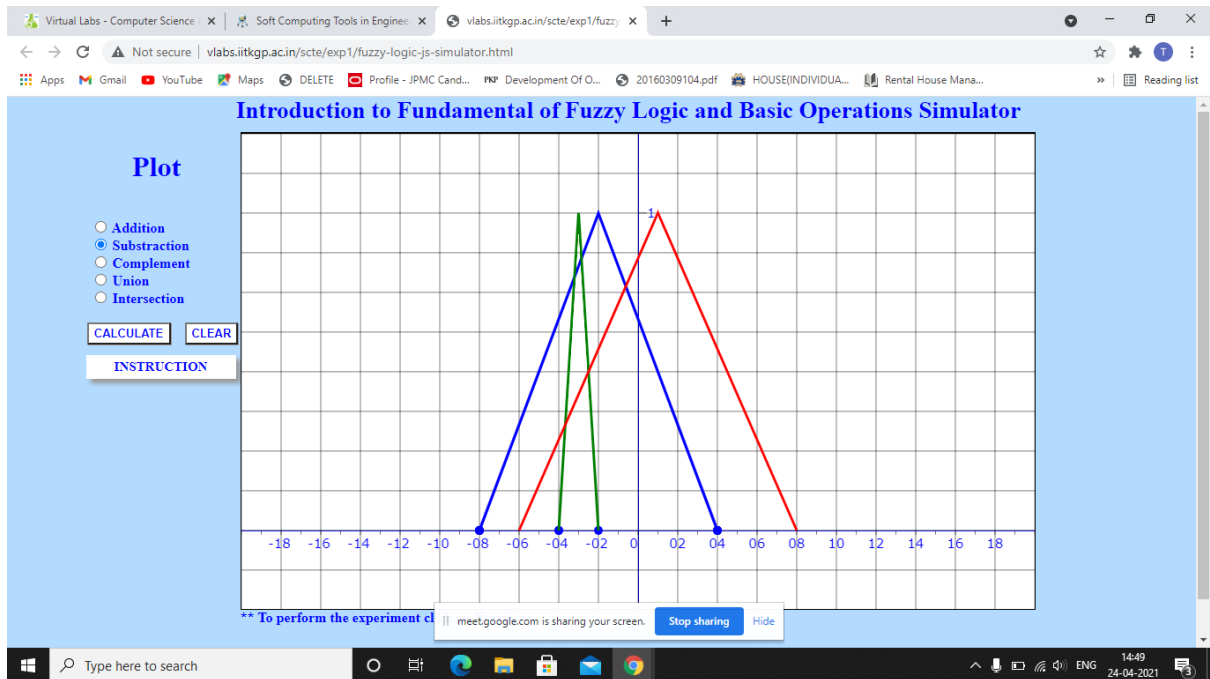 Virtual Labs - Computer Science
Soft Computing Tools in Enginee
vlabs.iitkgp.ac.in/scte/exp1/fuzzy
Not secure | vlabs.iitkgp.ac.in/scte/exp1/fuzzy-logic-js-simulator.html
T
Apps Gmail YouTube Maps DELETE Profile - JPMC Cand... PKP Development Of O... 20160309104.pdf HOUSE(INDIVIDUA... Rental House Mana... » Reading list
Introduction to Fundamental of Fuzzy Logic and Basic Operations Simulator
Plot
Addition
Substraction
Complement
Union
Intersection
CALCULATE CLEAR
INSTRUCTION
1
-18 -16 -14 -12 -10 -08 -06 -04 -02 0 02 04 06 08 10 12 14 16 18
** To perform the experiment cl
meet.google.com is sharing your screen. Stop sharing Hide
Type here to search
ENG
14:49
24-04-2021
3